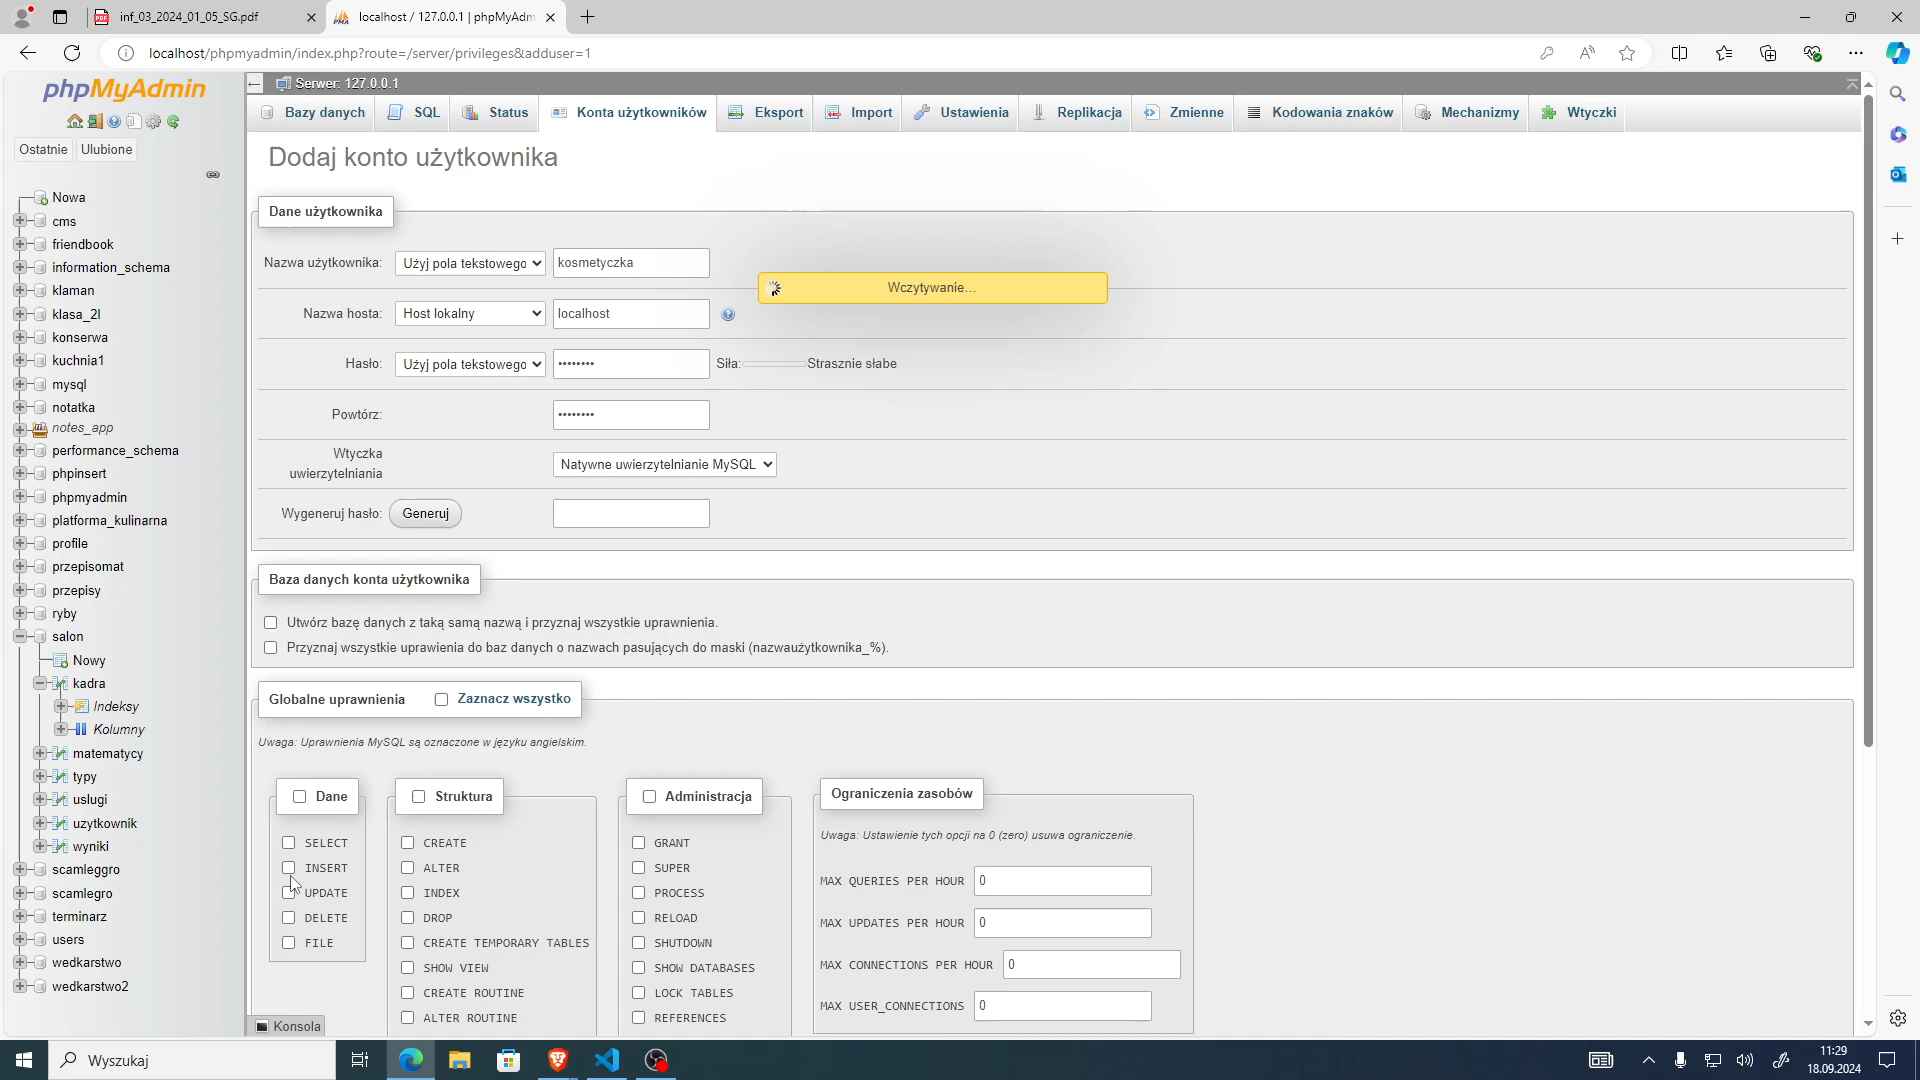 inf_03_2024_01_05_SG.pdf
localhost / 127.0.0.1 | phpMyAdm
localhost/phpmyadmin/index.php?route=/server/privileges&adduser=1
phpMyAdmin
Ostatnie
Ulubione
Nowa
cms
friendbook
information_schema
klaman
klasa_2l
konserwa
kuchnia1
mysql
notatka
notes_app
performance_schema
phpinsert
phpmyadmin
platforma_kulinarna
profile
przepisomat
przepisy
ryby
salon
Nowy
kadra
Indeksy
Kolumny
matematycy
typy
uslugi
uzytkownik
wyniki
scamleggro
scamlegro
terminarz
users
wedkarstwo
wedkarstwo2
Serwer: 127.0.0.1
Bazy danych
SQL
Status
Konta użytkowników
Eksport
Import
Ustawienia
Replikacja
Zmienne
Kodowania znaków
Mechanizmy
Wtyczki
Dodaj konto użytkownika
Dane użytkownika
Nazwa użytkownika: Użyj pola tekstowego kosmetyczka
Wczytywanie...
Nazwa hosta: Host lokalny localhost
Hasło: Użyj pola tekstowego •••••••• Siła: Strasznie słabe
Powtórz: ••••••••
Wtyczka
uwierzytelniania
Natywne uwierzytelnianie MySQL
Wygeneruj hasło: Generuj
Baza danych konta użytkownika
Utwórz bazę danych z taką samą nazwą i przyznaj wszystkie uprawnienia.
Przyznaj wszystkie uprawienia do baz danych o nazwach pasujących do maski (nazwaużytkownika_%).
Globalne uprawnienia Zaznacz wszystko
Uwaga: Uprawnienia MySQL są oznaczone w języku angielskim.
Dane
SELECT
INSERT
UPDATE
DELETE
FILE
Struktura
CREATE
ALTER
INDEX
DROP
CREATE TEMPORARY TABLES
SHOW VIEW
CREATE ROUTINE
ALTER ROUTINE
Administracja
GRANT
SUPER
PROCESS
RELOAD
SHUTDOWN
SHOW DATABASES
LOCK TABLES
REFERENCES
Ograniczenia zasobów
Uwaga: Ustawienie tych opcji na 0 (zero) usuwa ograniczenie.
MAX QUERIES PER HOUR 0
MAX UPDATES PER HOUR 0
MAX CONNECTIONS PER HOUR 0
MAX USER_CONNECTIONS 0
Konsola
Wyszukaj
11:29
18.09.2024